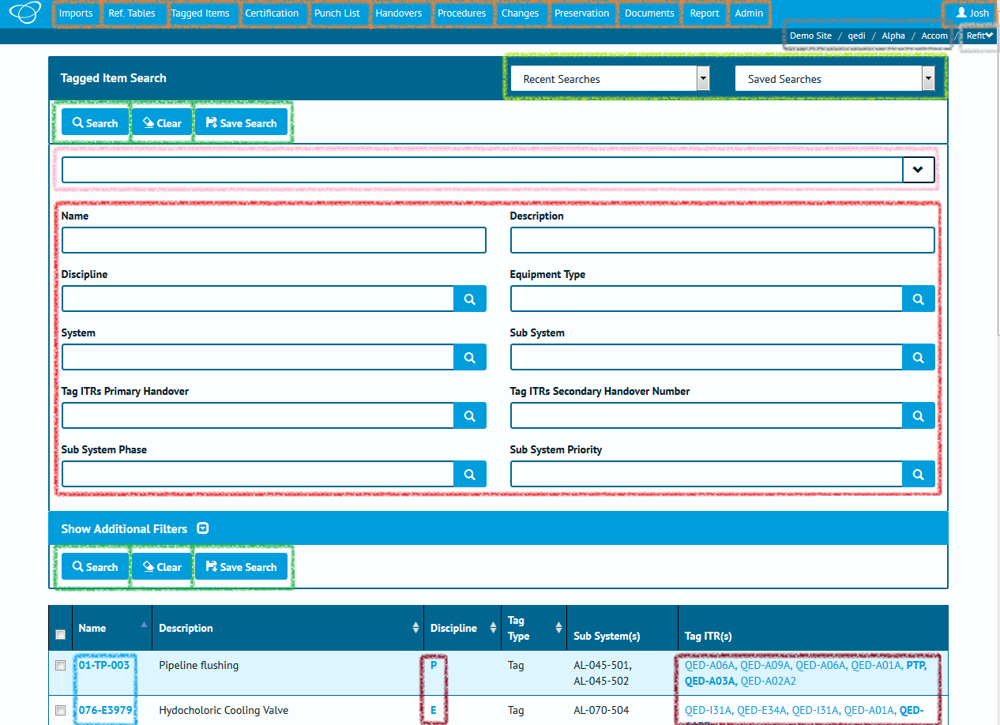 Imports Ref. Tables Tagged Items Certification Punch List Handovers Procedures Changes Preservation Documents Report Admin Josh
Demo Site / qedi / Alpha / Accom / Refit
Tagged Item Search Recent Searches Saved Searches
Search Clear Save Search
Name Description
Discipline Equipment Type
System Sub System
Tag ITRs Primary Handover Tag ITRs Secondary Handover Number
Sub System Phase Sub System Priority
Show Additional Filters
Search Clear Save Search
Name Description Discipline Tag Type Sub System(s) Tag ITR(s)
01-TP-003 Pipeline flushing P Tag AL-045-501, QED-A06A, QED-A09A, QED-A06A, QED-A01A, PTP,
AL-045-502 QED-A03A, QED-A02A2
076-E3979 Hydocholoric Cooling Valve E Tag AL-070-504 QED-I31A, QED-E34A, QED-I31A, QED-A01A, QED-